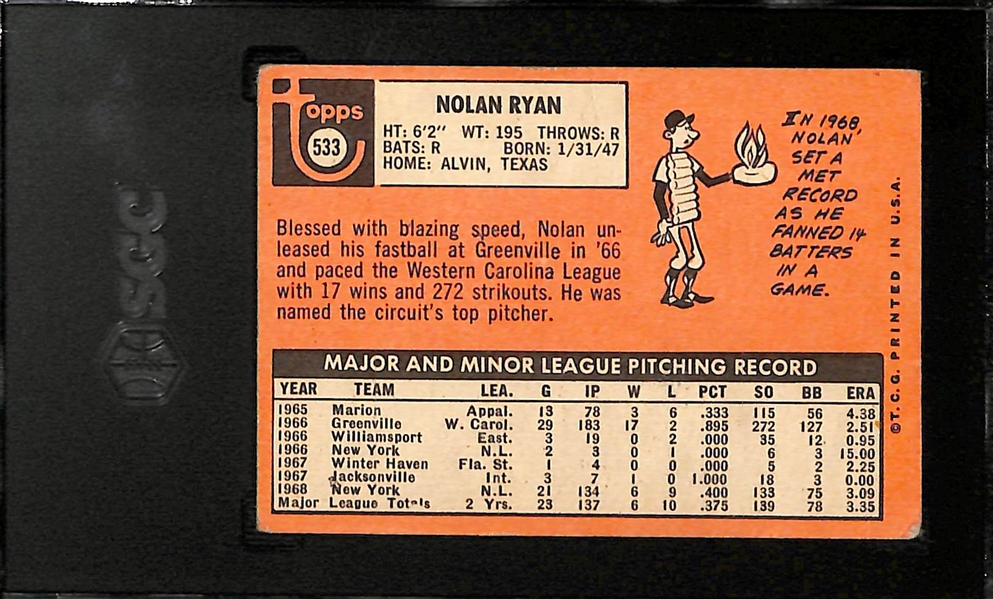 SGC
topps
533
NOLAN RYAN
HT: 6'2" WT: 195 THROWS: R
BATS: R BORN: 1/31/47
HOME: ALVIN, TEXAS
IN 1968,
NOLAN
SET A
MET
RECORD
AS HE
FANNED 14
BATTERS
IN A
GAME.
Blessed with blazing speed, Nolan un-
leased his fastball at Greenville in '66
and paced the Western Carolina League
with 17 wins and 272 strikouts. He was
named the circuit's top pitcher.
MAJOR AND MINOR LEAGUE PITCHING RECORD
YEAR TEAM LEA. G IP W L PCT SO BB ERA
1965 Marion Appal. 13 78 3 6 .333 115 56 4.38
1966 Greenville W. Carol. 29 183 17 2 .895 272 127 2.51
1966 Williamsport East. 3 19 0 2 .000 35 12 0.95
1966 New York N.L. 2 3 0 1 .000 6 3 15.00
1967 Winter Haven Fla. St. 1 4 0 0 .000 5 2 2.25
1967 Jacksonville Int. 3 7 1 0 1.000 18 3 0.00
1968 New York N.L. 21 134 6 9 .400 133 75 3.09
Major League Totals 2 Yrs. 23 137 6 10 .375 139 78 3.35
©T.C.G. PRINTED IN U.S.A.